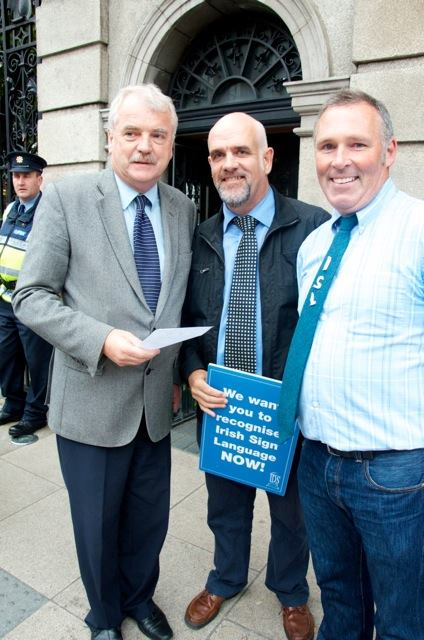 We want
you to
recognise
Irish Sign
Language
NOW!
IDS
ISL